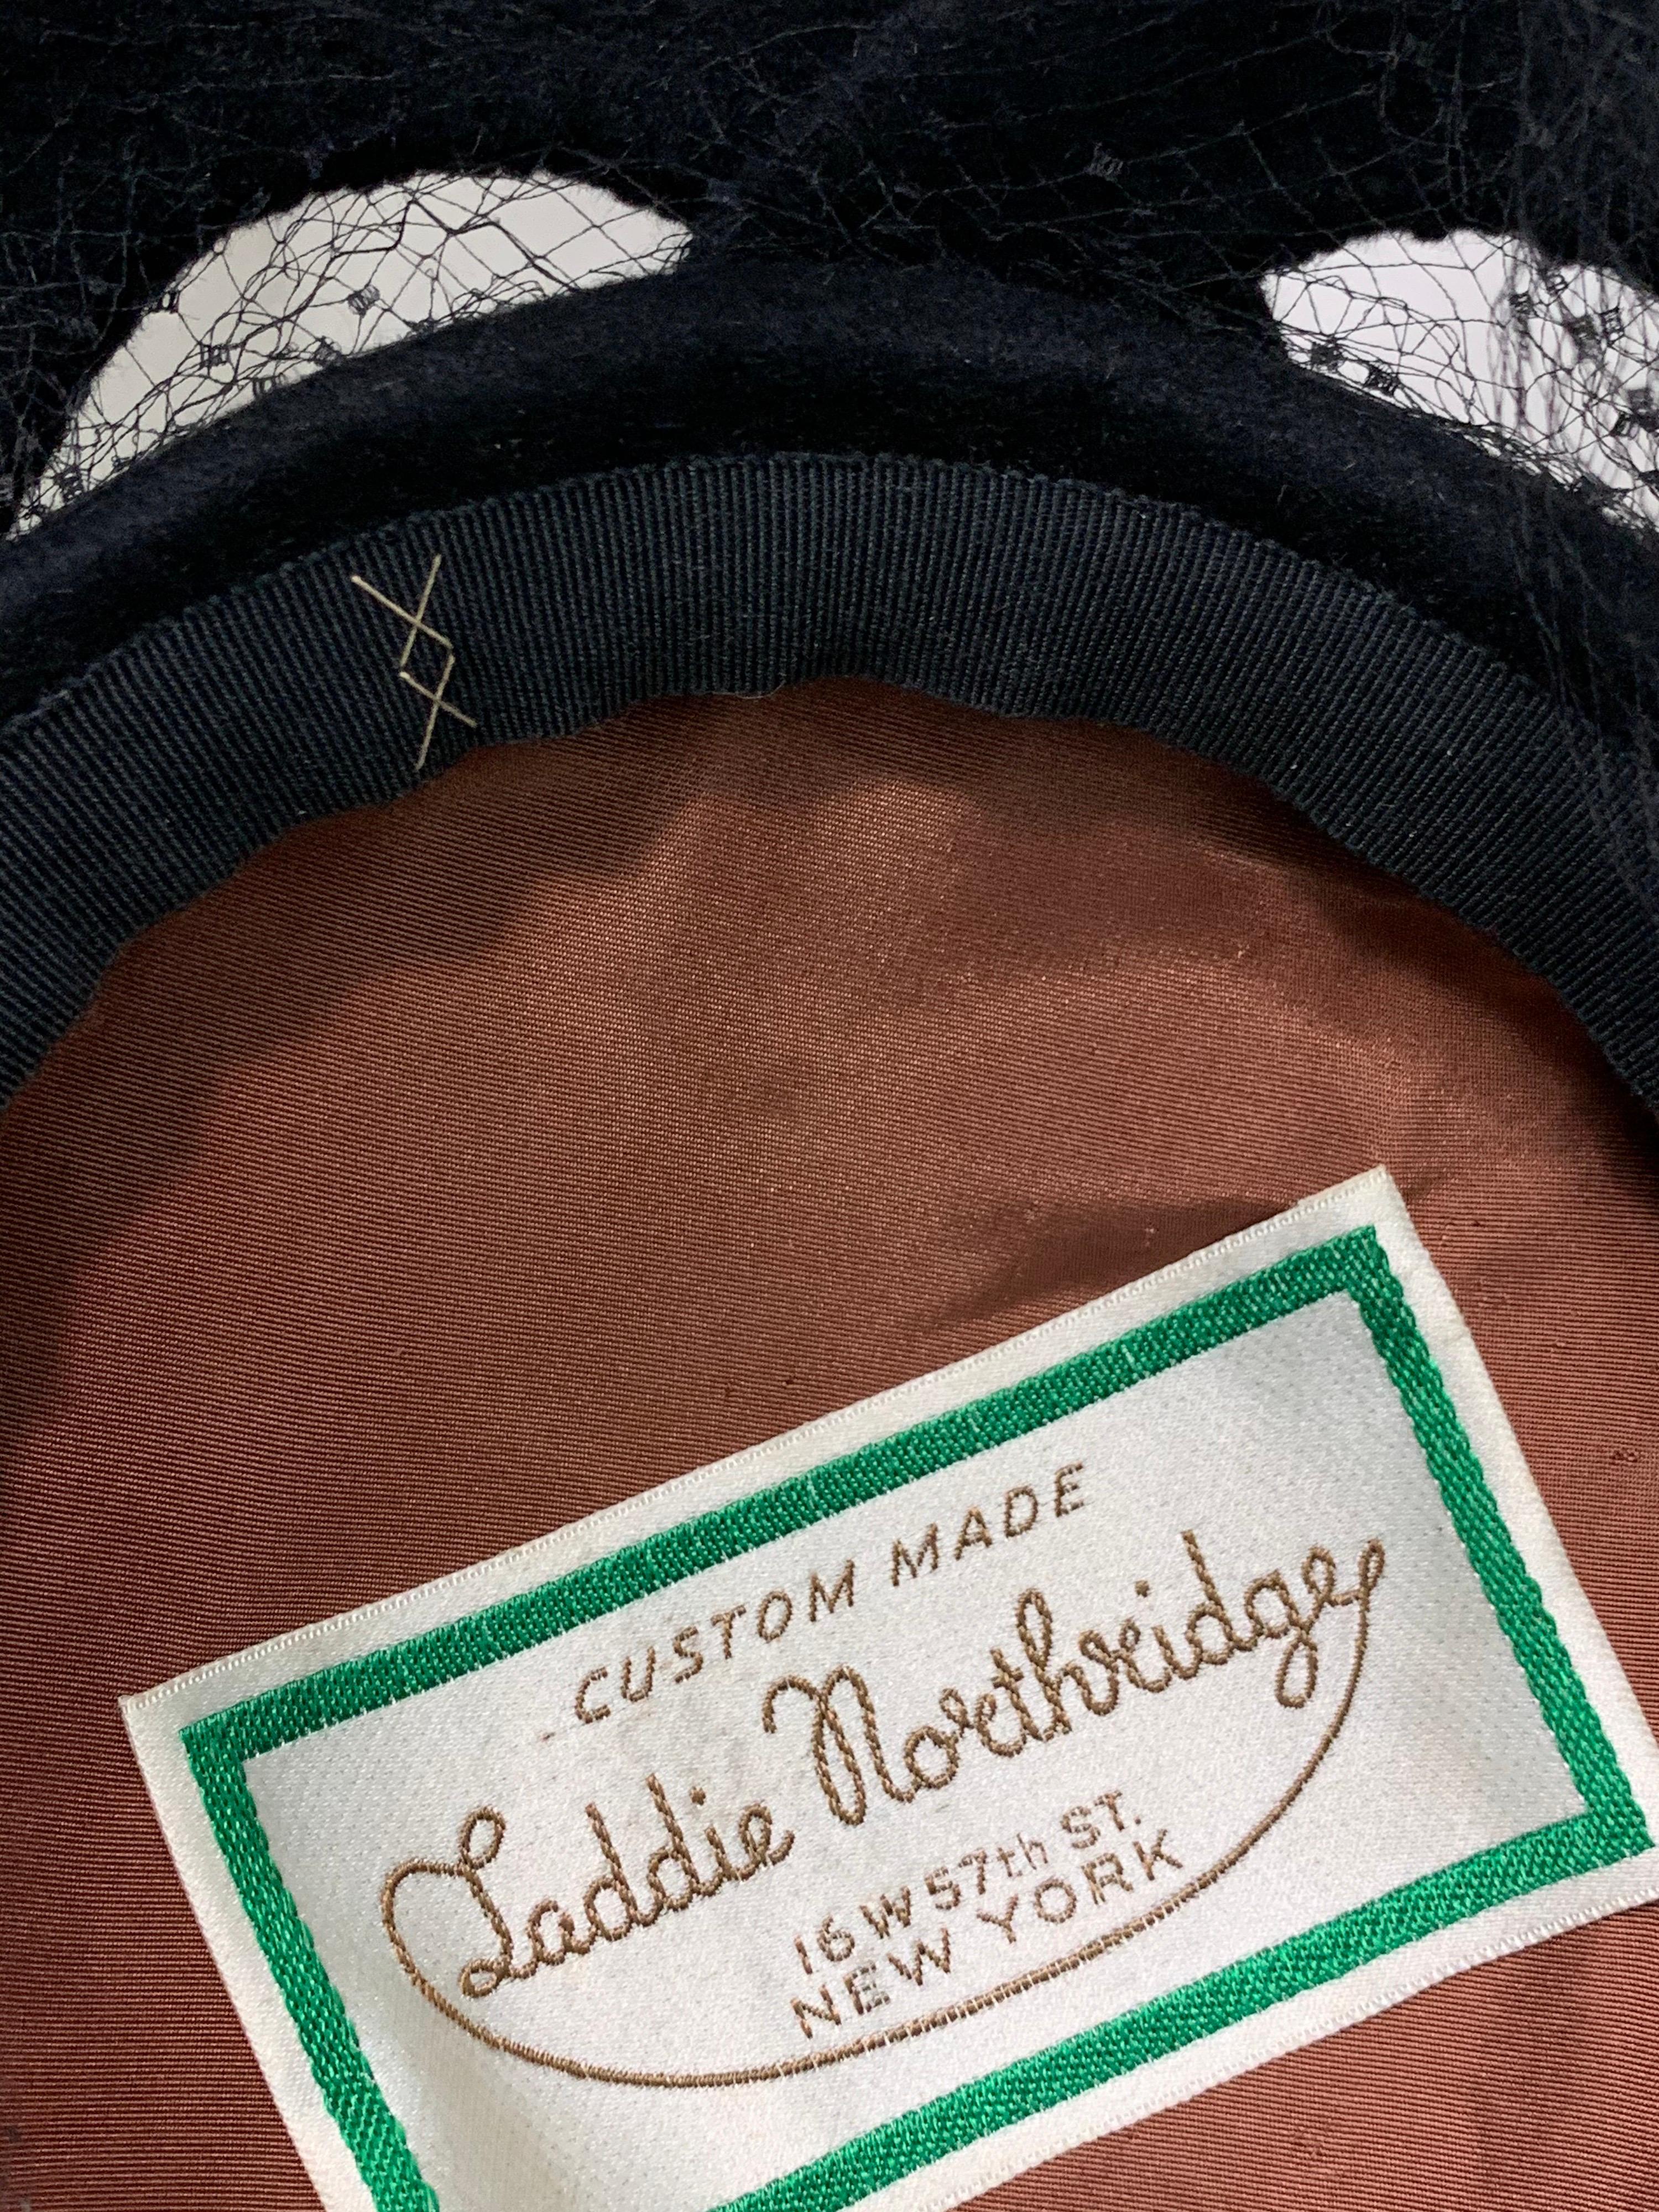 CUSTOM MADE
Laddie Northridge
16 W 57th ST.
NEW YORK